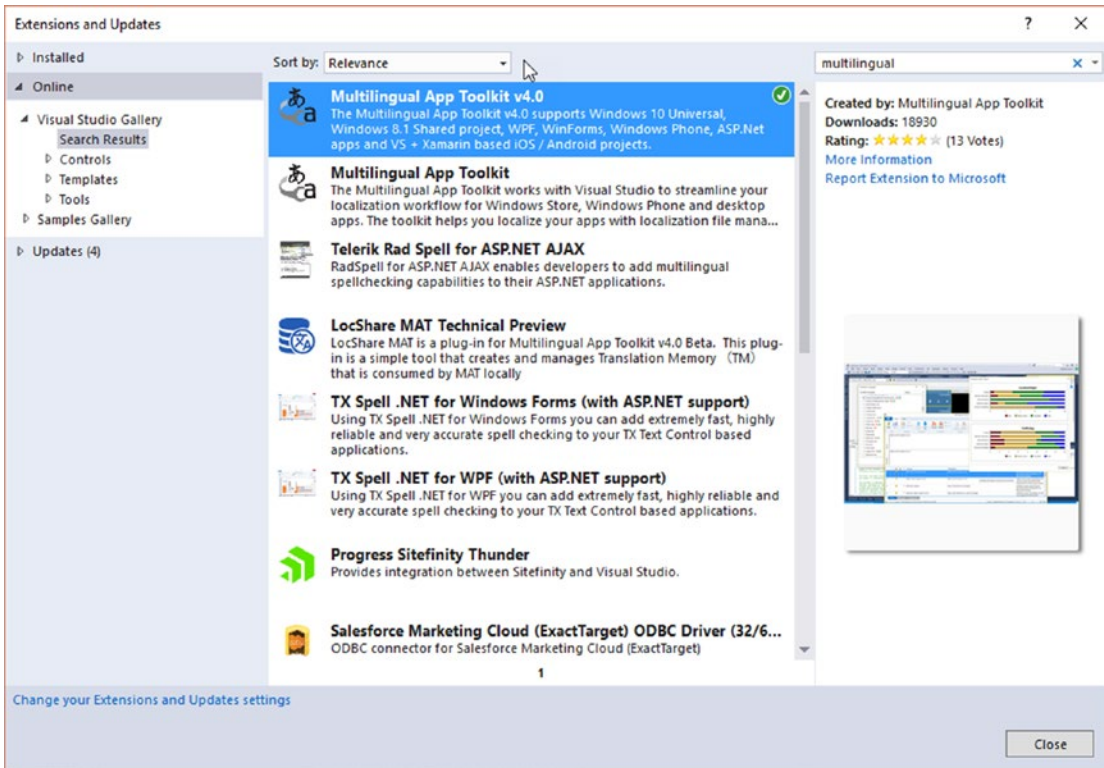 Extensions and Updates
?
Installed
Online
Visual Studio Gallery
Search Results
Controls
Templates
Tools
Samples Gallery
Updates (4)
Sort by: Relevance
Multilingual App Toolkit v4.0
The Multilingual App Toolkit v4.0 supports Windows 10 Universal,
Windows 8.1 Shared project, WPF, WinForms, Windows Phone, ASP.Net
apps and VS + Xamarin based iOS / Android projects.
Multilingual App Toolkit
The Multilingual App Toolkit works with Visual Studio to streamline your
localization workflow for Windows Store, Windows Phone and desktop
apps. The toolkit helps you localize your apps with localization file mana...
Telerik Rad Spell for ASP.NET AJAX
RadSpell for ASP.NET AJAX enables developers to add multilingual
spellchecking capabilities to their ASP.NET applications.
LocShare MAT Technical Preview
LocShare MAT is a plug-in for Multilingual App Toolkit v4.0 Beta. This plug-
in is a simple tool that creates and manages Translation Memory （TM）
that is consumed by MAT locally
TX Spell .NET for Windows Forms (with ASP.NET support)
Using TX Spell .NET for Windows Forms you can add extremely fast, highly
reliable and very accurate spell checking to your TX Text Control based
applications.
TX Spell .NET for WPF (with ASP.NET support)
Using TX Spell .NET for WPF you can add extremely fast, highly reliable and
very accurate spell checking to your TX Text Control based applications.
Progress Sitefinity Thunder
Provides integration between Sitefinity and Visual Studio.
Salesforce Marketing Cloud (ExactTarget) ODBC Driver (32/6...
ODBC connector for Salesforce Marketing Cloud (ExactTarget)
1
multilingual
Created by: Multilingual App Toolkit
Downloads: 18930
Rating: (13 Votes)
More Information
Report Extension to Microsoft
Change your Extensions and Updates settings
Close